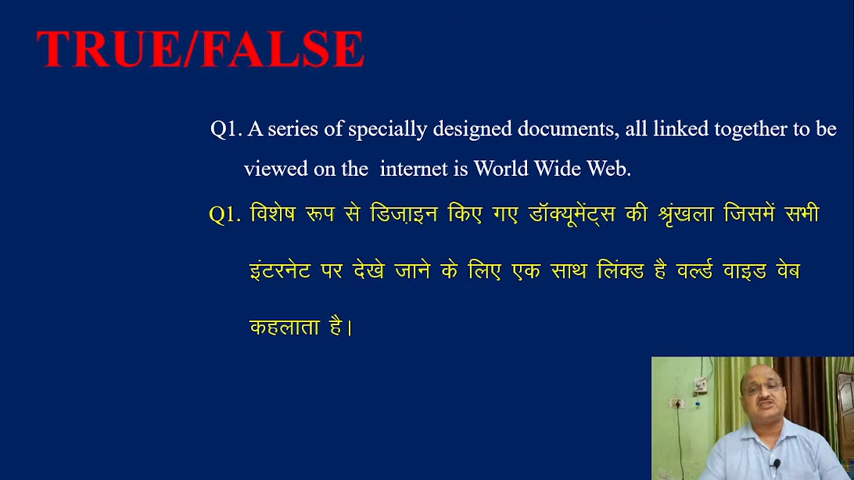 TRUE/FALSE
Q1. A series of specially designed documents, all linked together to be
viewed on the internet is World Wide Web.
Q1. विशेष रूप से डिज़ाइन किए गए डॉक्यूमेंट्स की श्रृंखला जिसमें सभी
इंटरनेट पर देखे जाने के लिए एक साथ लिंक्ड है वर्ल्ड वाइड वेब
कहलाता है।